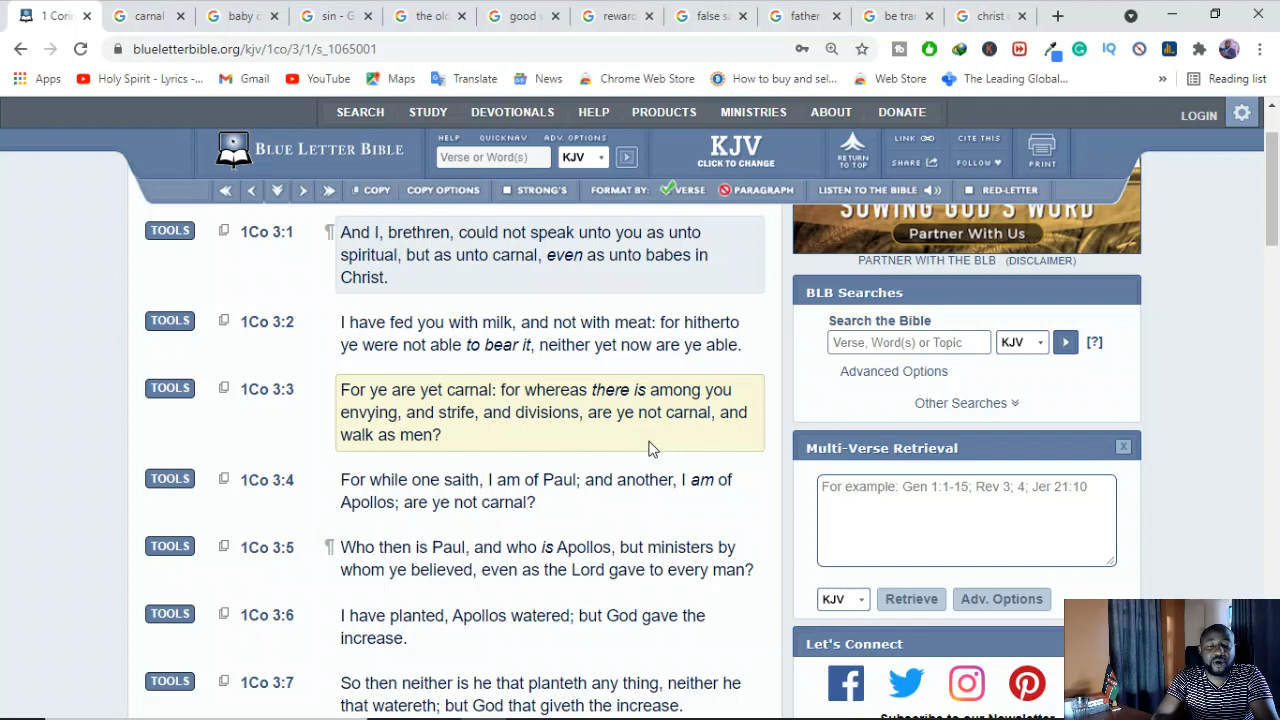 1 Corin
carnal
baby c
sin - G
the old
good v
reward
false sa
father
be tran
christ a
blueletterbible.org/kjv/1co/3/1/s_1065001
Apps
Holy Spirit - Lyrics -...
Gmail
YouTube
Maps
Translate
News
Chrome Web Store
How to buy and sel...
Web Store
The Leading Global...
»
Reading list
SEARCH STUDY DEVOTIONALS HELP PRODUCTS MINISTRIES ABOUT DONATE
LOGIN
BLUE LETTER BIBLE
HELP QUICKNAV ADV. OPTIONS
Verse or Word(s) KJV
KJV
CLICK TO CHANGE
RETURN
TO TOP
LINK
SHARE
CITE THIS
FOLLOW
PRINT
COPY COPY OPTIONS STRONG'S FORMAT BY: VERSE PARAGRAPH LISTEN TO THE BIBLE RED-LETTER
TOOLS 1Co 3:1 ¶ And I, brethren, could not speak unto you as unto
spiritual, but as unto carnal, even as unto babes in
Christ.
TOOLS 1Co 3:2 I have fed you with milk, and not with meat: for hitherto
ye were not able to bear it, neither yet now are ye able.
TOOLS 1Co 3:3 For ye are yet carnal: for whereas there is among you
envying, and strife, and divisions, are ye not carnal, and
walk as men?
TOOLS 1Co 3:4 For while one saith, I am of Paul; and another, I am of
Apollos; are ye not carnal?
TOOLS 1Co 3:5 ¶ Who then is Paul, and who is Apollos, but ministers by
whom ye believed, even as the Lord gave to every man?
TOOLS 1Co 3:6 I have planted, Apollos watered; but God gave the
increase.
TOOLS 1Co 3:7 So then neither is he that planteth any thing, neither he
that watereth; but God that giveth the increase.
SOWING GOD'S WORD
Partner With Us
PARTNER WITH THE BLB (DISCLAIMER)
BLB Searches
Search the Bible
Verse, Word(s) or Topic KJV [?]
Advanced Options
Other Searches
Multi-Verse Retrieval X
For example: Gen 1:1-15; Rev 3; 4; Jer 21:10
KJV Retrieve Adv. Options
Let's Connect
Subscribe to our Newsletter